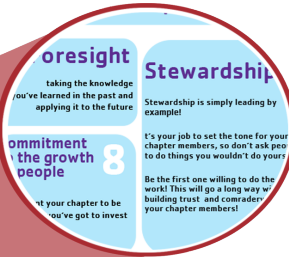 oresight
taking the knowledge
you've learned in the past and
applying it to the future
ommitment
the growth
people
8
nt your chapter to be
you've got to invest
Stewardship
Stewardship is simply leading by
example!
t's your job to set the tone for your
chapter members, so don't ask peo
to do things you wouldn't do yours
Be the first one willing to do the
work! This will go a long way w
building trust and comradery
your chapter members!